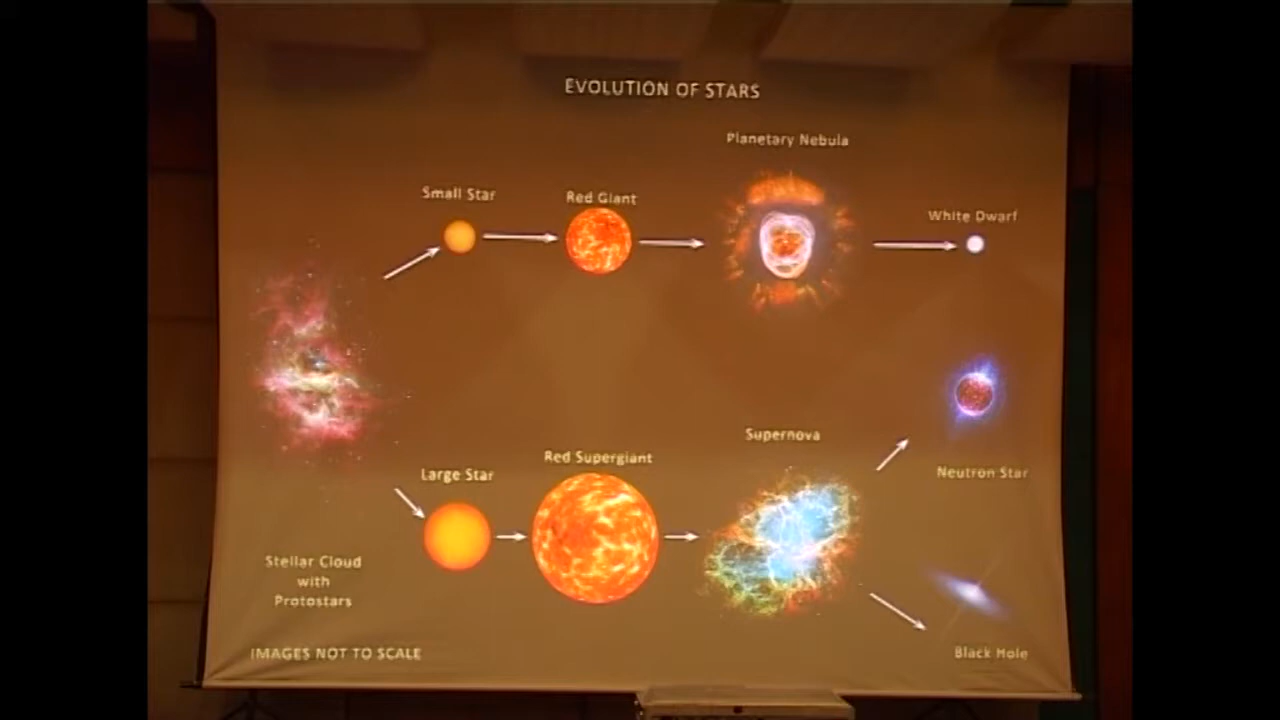 EVOLUTION OF STARS
Planetary Nebula
Small Star
Red Giant
White Dwarf
Supernova
Neutron Star
Red Supergiant
Large Star
Stellar Cloud
with
Protostars
Black Hole
IMAGES NOT TO SCALE